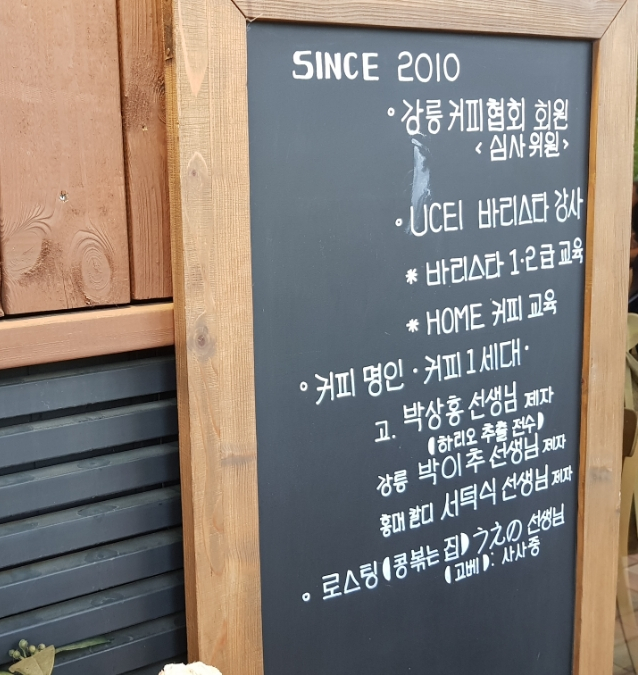 SINCE 2010
◦ 강릉 커피협회 회원
< 심사위원 >
◦ UCEI 바리스타 강사
* 바리스타 1·2급 교육
* HOME 커피 교육
◦ 커피 명인 · 커피 1세대 ·
고. 박상홍 선생님 제자
(하리오 추출 전수)
강릉 박이추 선생님 제자
홍대 칼디 서덕식 선생님 제자
◦ 로스팅 (콩볶는 집) うえの 선생님
(고베) : 사사중